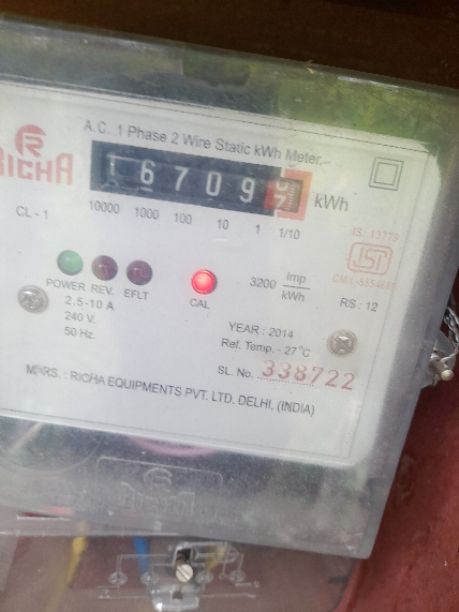 A.C. 1 Phase 2 Wire Static kWh Meter.
RICHA
16709 kWh
10000 1000 100 10 1 1/10
CL - 1
IS: 13779
ISI
3200 imp/kWh
RS : 12
POWER REV. EFLT
CAL
2.5-10 A
240 V.
50 Hz.
YEAR : 2014
Ref. Temp. - 27°C
SL. No. 338722
MFRS. : RICHA EQUIPMENTS PVT. LTD. DELHI, (INDIA)
RICHA